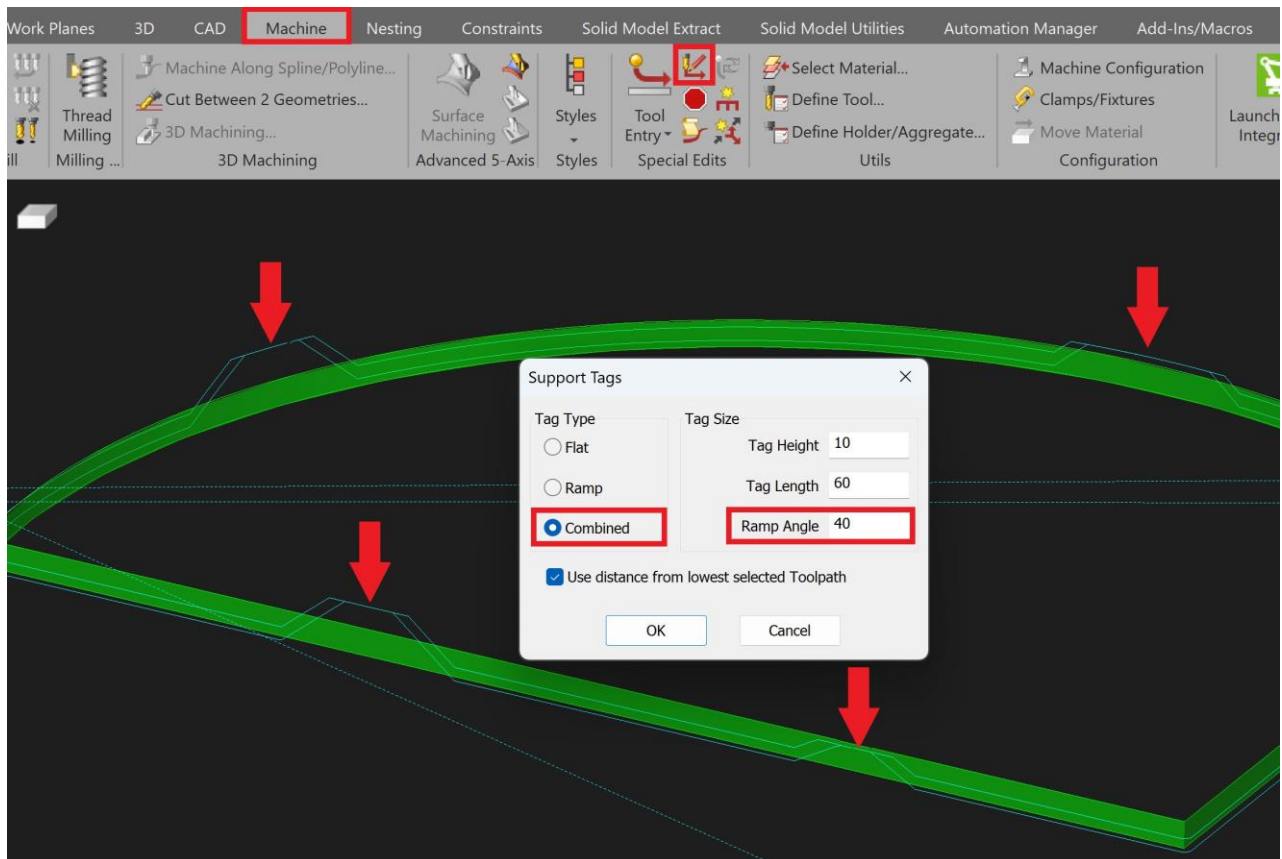 Work Planes 3D CAD Machine Nesting Constraints Solid Model Extract Solid Model Utilities Automation Manager Add-Ins/Macros
Thread
Milling
Milling ...
Machine Along Spline/Polyline...
Cut Between 2 Geometries...
3D Machining...
3D Machining
Surface
Machining
Advanced 5-Axis
Styles
Styles
Tool
Entry
Special Edits
Select Material...
Define Tool...
Define Holder/Aggregate...
Utils
Machine Configuration
Clamps/Fixtures
Move Material
Configuration
Launch
Support Tags
Tag Type
Flat
Ramp
Combined
Tag Size
Tag Height 10
Tag Length 60
Ramp Angle 40
Use distance from lowest selected Toolpath
OK Cancel